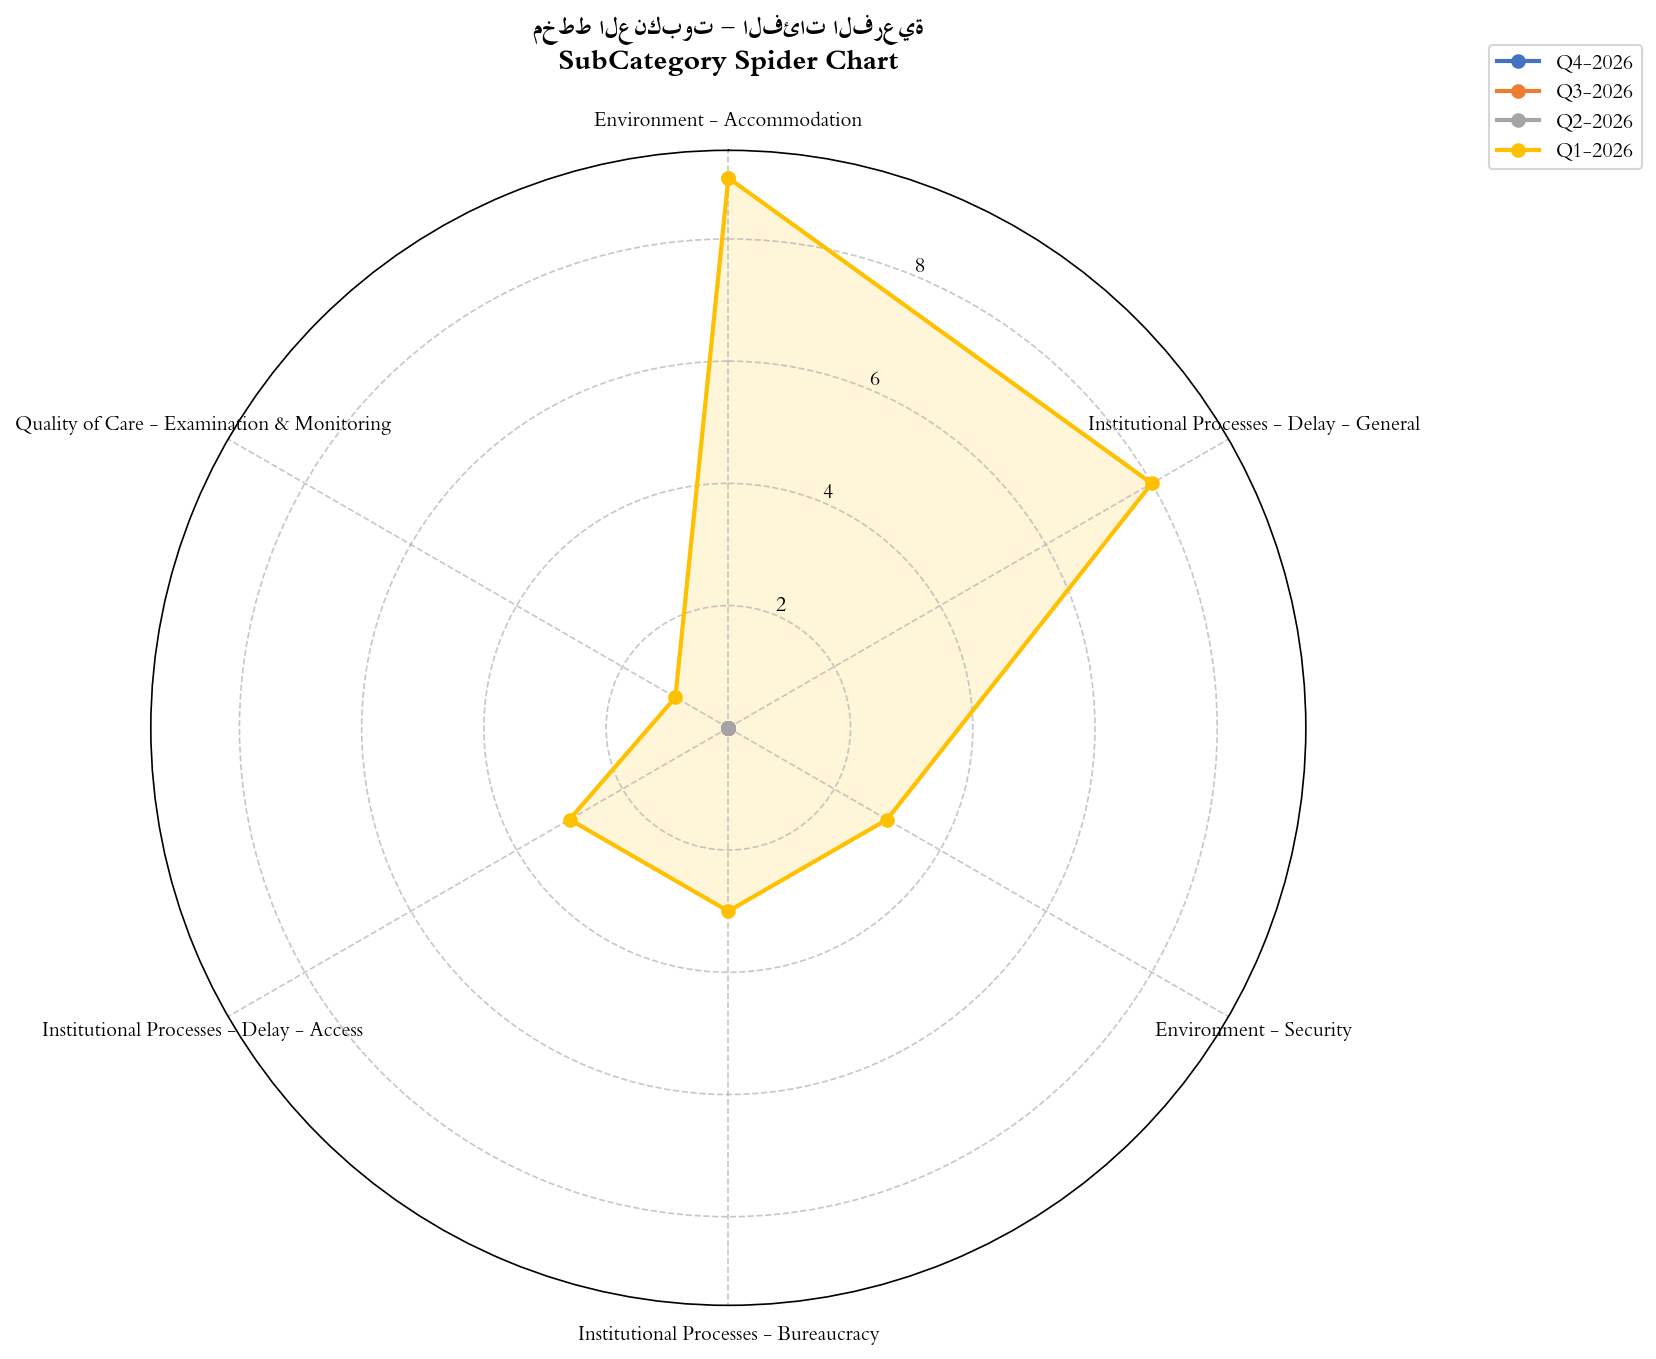 مخطط العنكبوت – الفئات الفرعية
SubCategory Spider Chart
Q4-2026
Q3-2026
Q2-2026
Q1-2026
Environment - Accommodation
8
6
Quality of Care - Examination & Monitoring
Institutional Processes - Delay - General
4
2
Institutional Processes - Delay - Access
Environment - Security
Institutional Processes - Bureaucracy